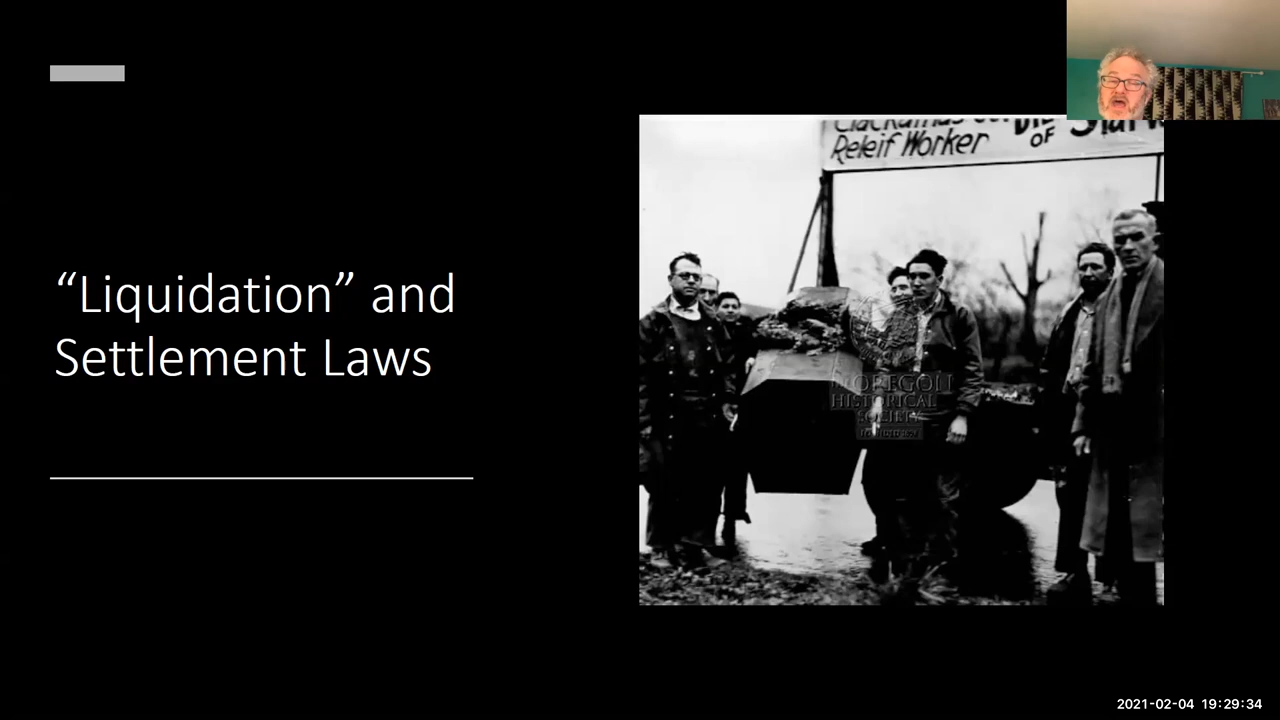 “Liquidation” and
Settlement Laws
Releif Worker
OF
OREGON
HISTORICAL
SOCIETY
2021-02-04 19:29:34